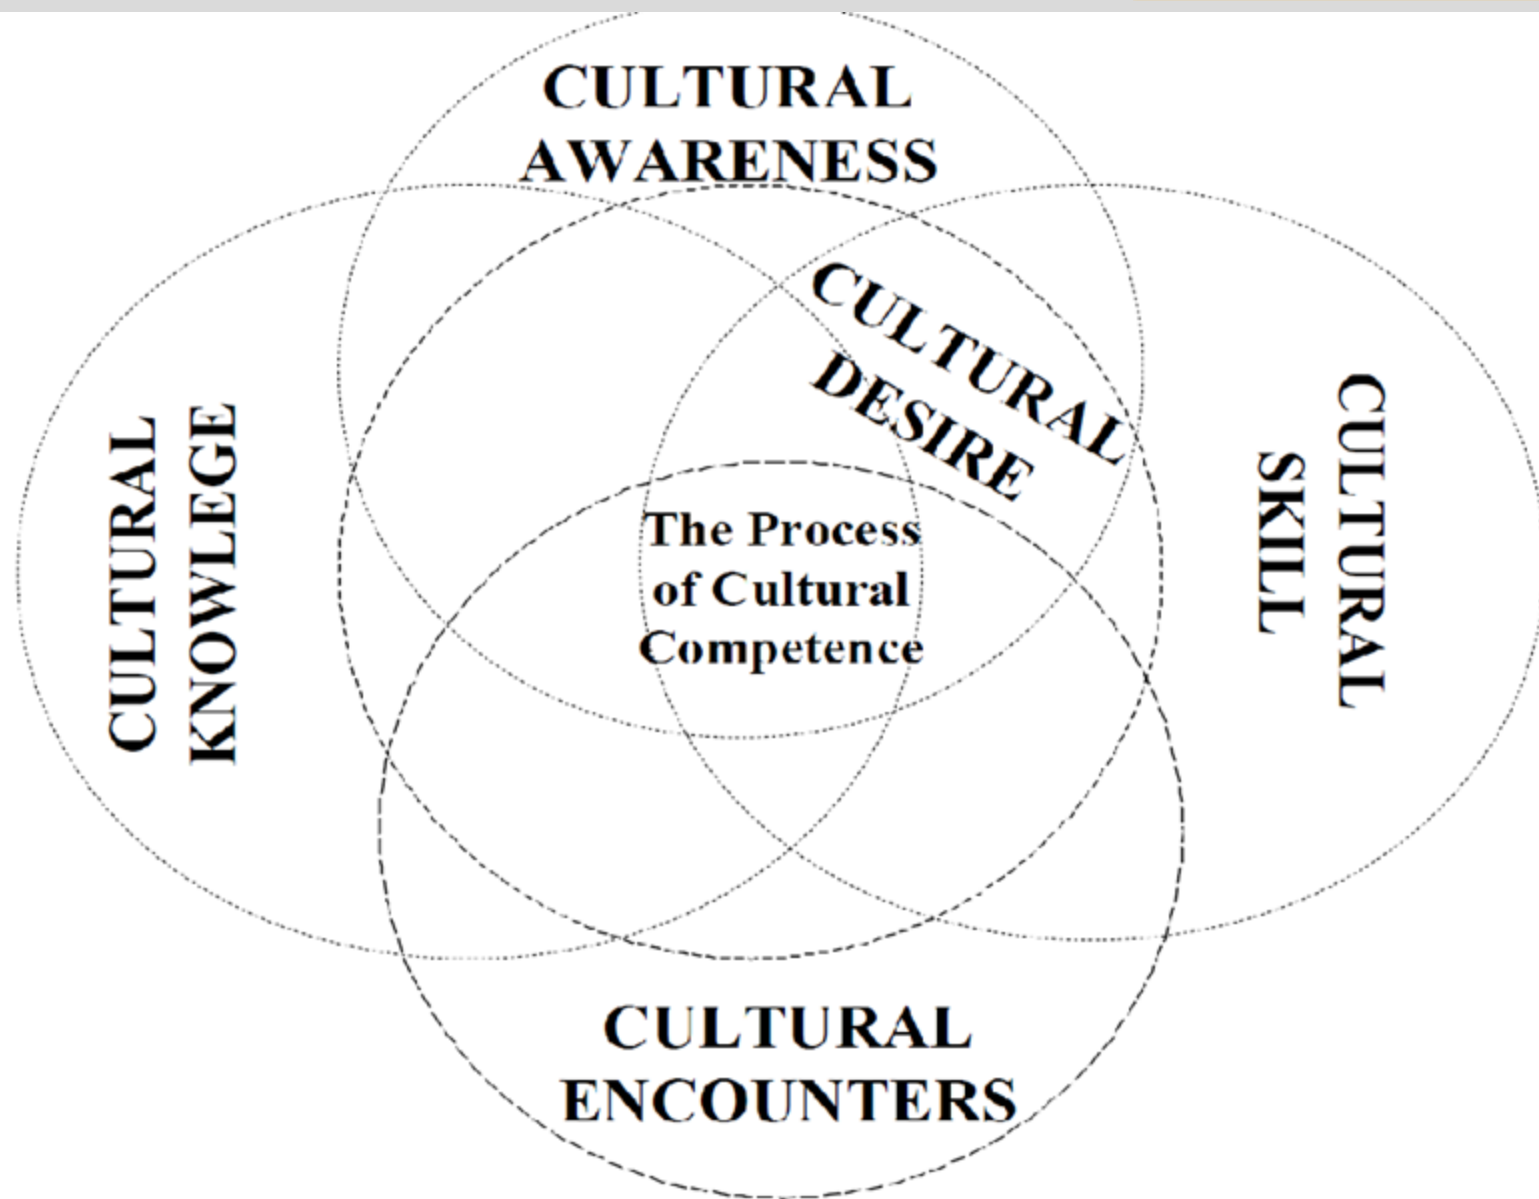 CULTURAL
AWARENESS
CULTURAL
DESIRE
CULTURAL
KNOWLEGE
The Process
of Cultural
Competence
CULTURAL
SKILL
CULTURAL
ENCOUNTERS